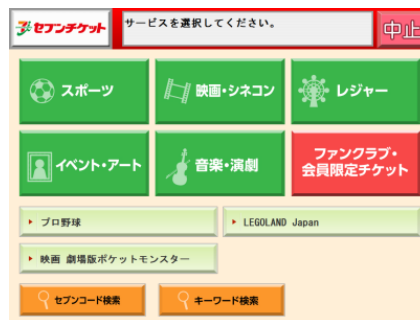 セブンチケット
サービスを選択してください。
中止
スポーツ
映画・シネコン
レジャー
イベント・アート
音楽・演劇
ファンクラブ・
会員限定チケット
プロ野球
LEGOLAND Japan
映画 劇場版ポケットモンスター
セブンコード検索
キーワード検索